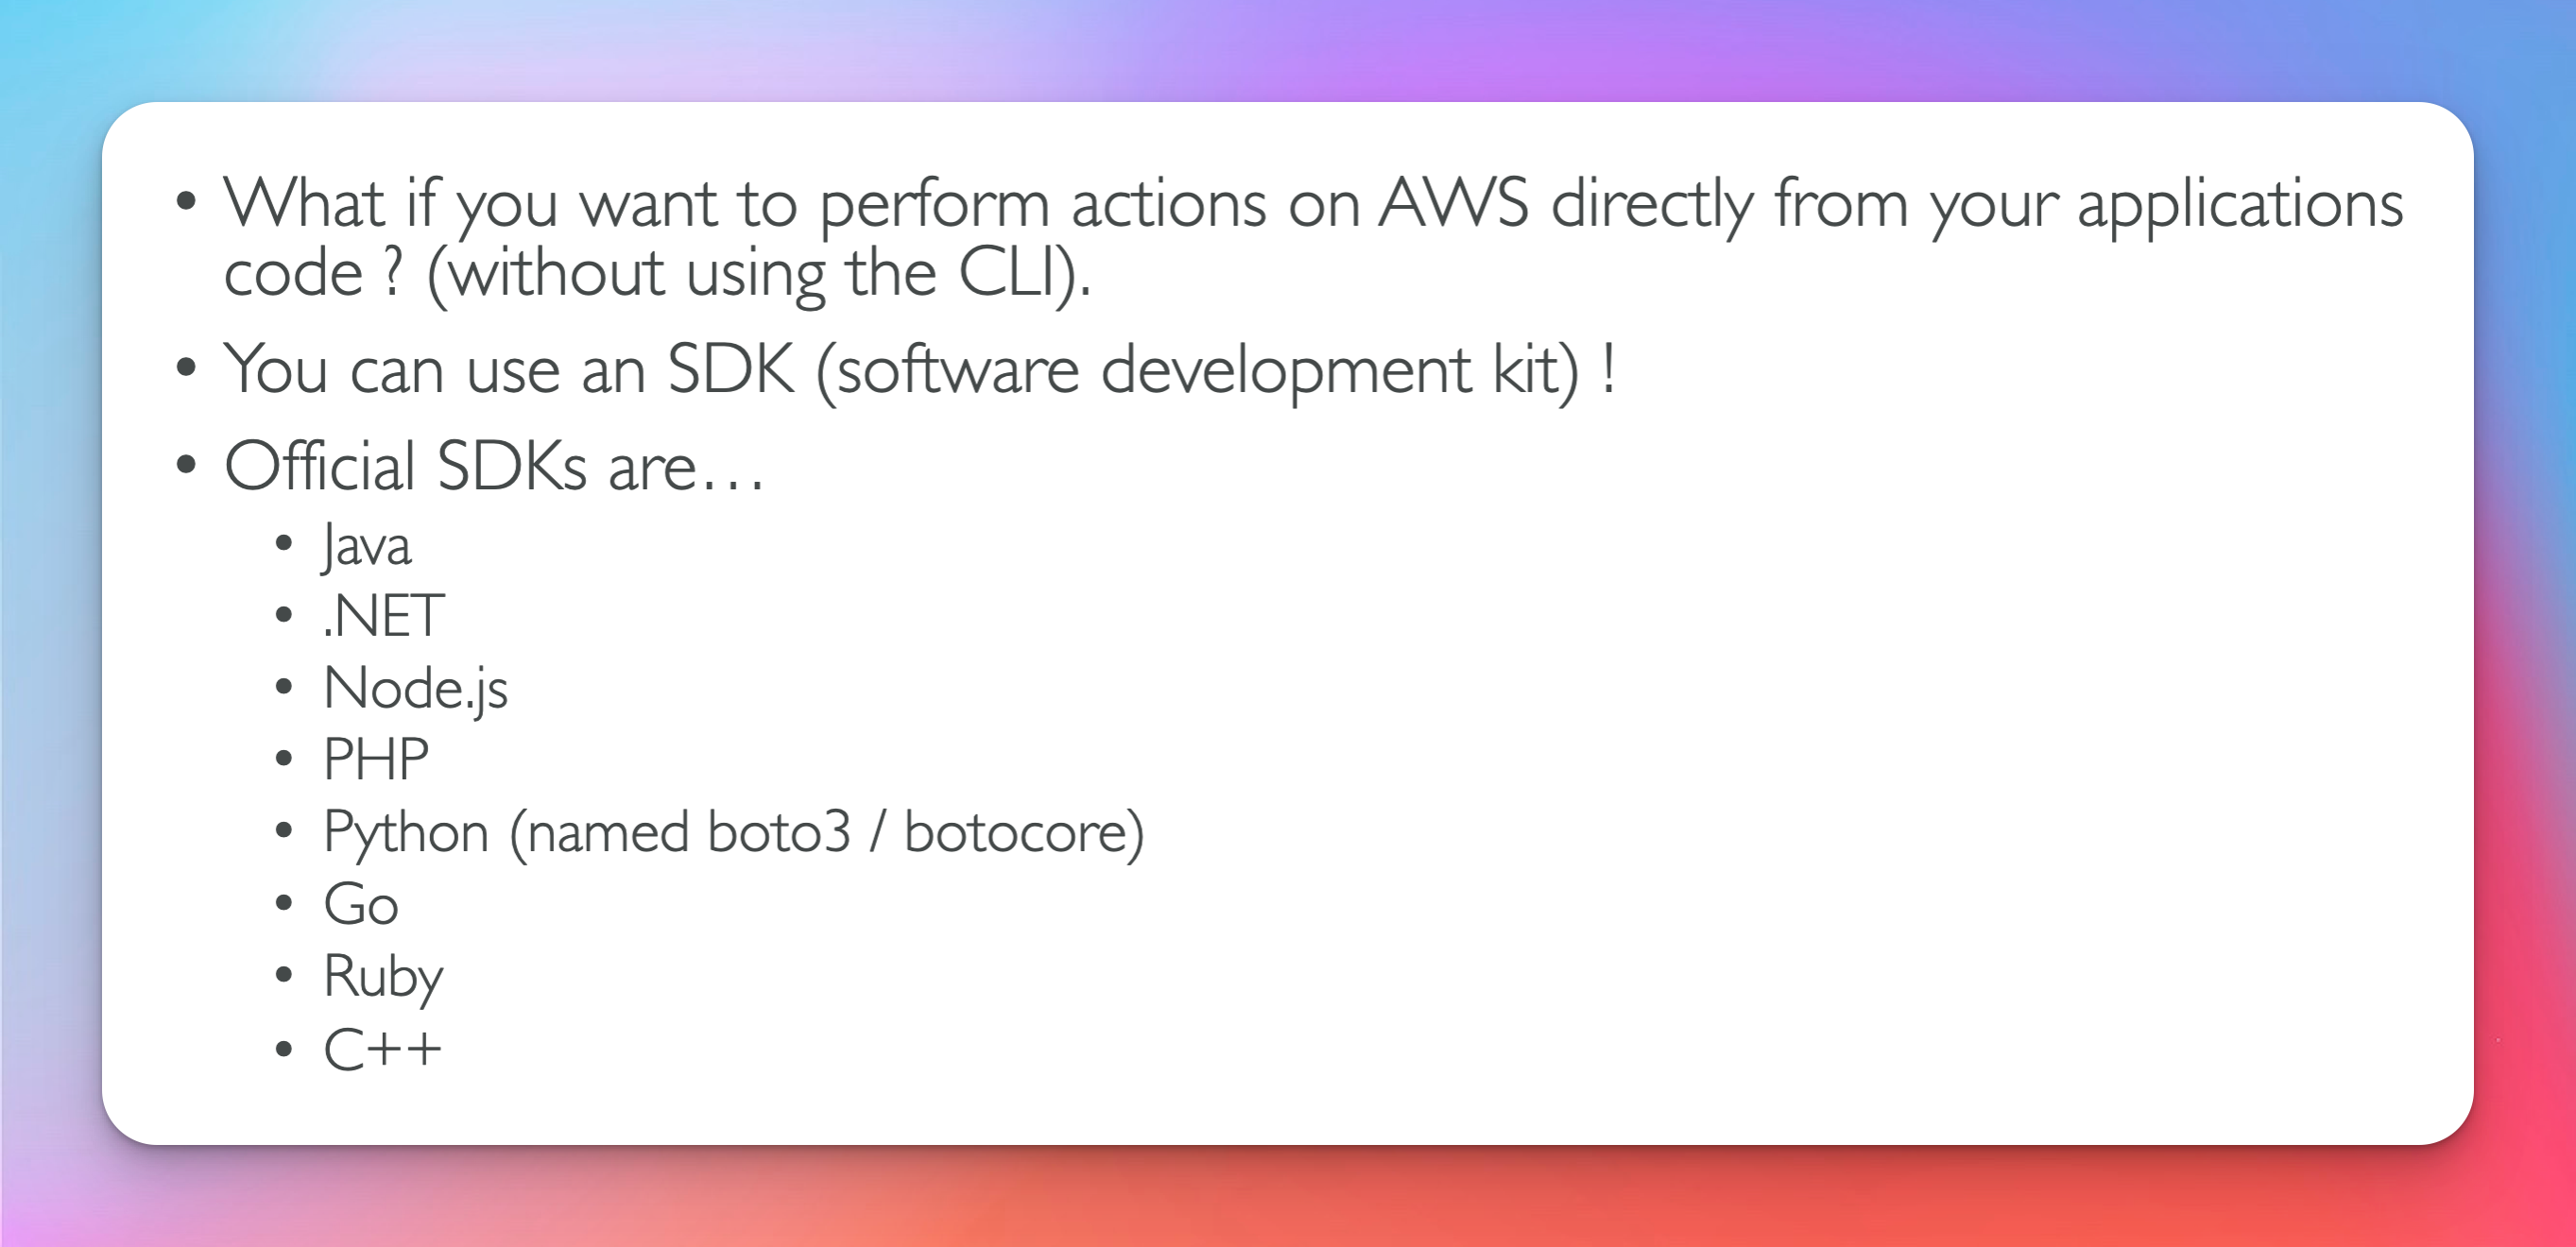 • What if you want to perform actions on AWS directly from your applications
code ? (without using the CLI).
• You can use an SDK (software development kit) !
• Official SDKs are…
• Java
• .NET
• Node.js
• PHP
• Python (named boto3 / botocore)
• Go
• Ruby
• C++